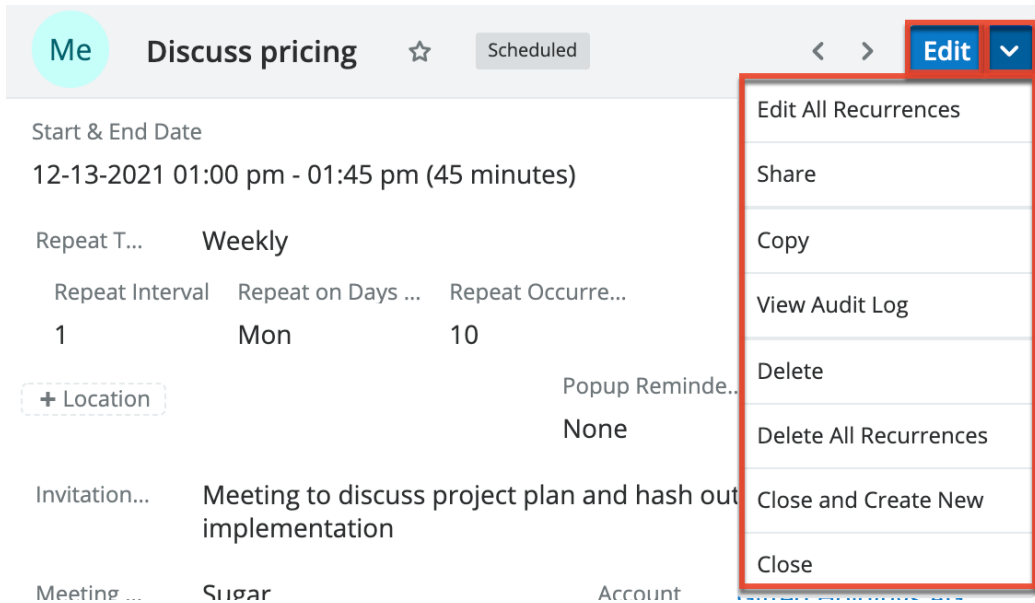 Me
Discuss pricing
Scheduled
Edit
Edit All Recurrences
Share
Copy
View Audit Log
Delete
Delete All Recurrences
Close and Create New
Close
Start & End Date
12-13-2021 01:00 pm - 01:45 pm (45 minutes)
Repeat T... Weekly
Repeat Interval Repeat on Days ... Repeat Occurre...
1 Mon 10
+ Location
Popup Reminde...
None
Invitation... Meeting to discuss project plan and hash out
implementation
Meeting ... Sugar Account